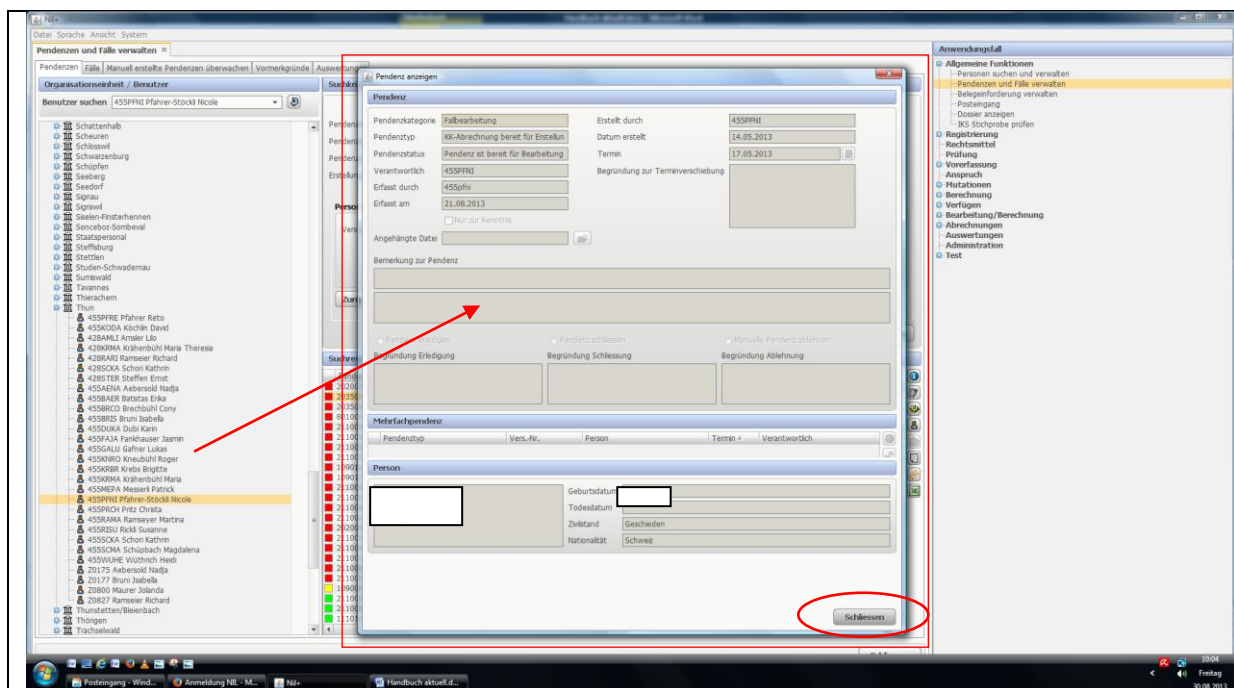 Nil+
Datei Sprache Ansicht System
Pendenzen und Fälle verwalten
Pendenzen Fälle Manuell erstellte Pendenzen überwachen Vormerkgründe Auswertungen
Organisationseinheit / Benutzer
Benutzer suchen 455PFNI Pfahrer-Stöckli Nicole
Schattenhalb
Scheuren
Schlosswil
Schwarzenburg
Schüpfen
Seeberg
Seedorf
Signau
Sigriswil
Siselen-Finsterhennen
Sonceboz-Sombeval
Staatspersonal
Steffisburg
Stettlen
Studen-Schwadernau
Sumiswald
Tavannes
Thierachern
Thun
455PFRE Pfahrer Reto
455KODA Köchlin David
428AMLI Amsler Lilo
428KRMA Krähenbühl Maria Theresia
428RARI Ramseier Richard
428SCKA Schori Kathrin
428STER Steffen Ernst
455AENA Aebersold Nadja
455BAER Batistas Erika
455BRCO Brechbühl Cony
455BRIS Bruni Isabella
455DUKA Dubi Karin
455FAJA Fankhauser Jasmin
455GALU Gafner Lukas
455KNRO Kneubühl Roger
455KRBR Krebs Brigitte
455KRMA Krähenbühl Maria
455MEPA Messerli Patrick
455PFNI Pfahrer-Stöckli Nicole
455PRCH Pritz Christa
455RAMA Ramseyer Martina
455RISU Rickli Susanne
455SCKA Schori Kathrin
455SCMA Schüpbach Magdalena
455WUHE Wüthrich Heidi
Z0175 Aebersold Nadja
Z0177 Bruni Isabella
Z0800 Maurer Jolanda
Z0827 Ramseier Richard
Thunstetten/Bleienbach
Thörigen
Trachselwald
Pendenz anzeigen
Pendenz
Pendenzkategorie Fallbearbeitung Erstellt durch 455PFNI
Pendenztyp KK-Abrechnung bereit für Erstellun Datum erstellt 14.05.2013
Pendenzstatus Pendenz ist bereit für Bearbeitung Termin 17.05.2013
Verantwortlich 455PFNI Begründung zur Terminverschiebung
Erfasst durch 455pfni
Erfasst am 21.08.2013
Nur zur Kenntnis
Angehängte Datei
Bemerkung zur Pendenz
Pendenz erledigen Pendenz schliessen Manuelle Pendenz ablehnen
Begründung Erledigung Begründung Schliessung Begründung Ablehnung
Mehrfachpendenz
Pendenztyp Vers.-Nr. Person Termin Verantwortlich
Person
Geburtsdatum
Todesdatum
Zivilstand Geschieden
Nationalität Schweiz
Schliessen
Anwendungsfall
Allgemeine Funktionen
Personen suchen und verwalten
Pendenzen und Fälle verwalten
Belegeinforderung verwalten
Posteingang
Dossier anzeigen
IKS Stichprobe prüfen
Registrierung
Rechtsmittel
Prüfung
Vorerfassung
Anspruch
Mutationen
Berechnung
Verfügen
Bearbeitung/Berechnung
Abrechnungen
Auswertungen
Administration
Test
Posteingang - Wind... Anmeldung NIL - M... Nil+ Handbuch aktuell.d...
10:04
Freitag
30.08.2013